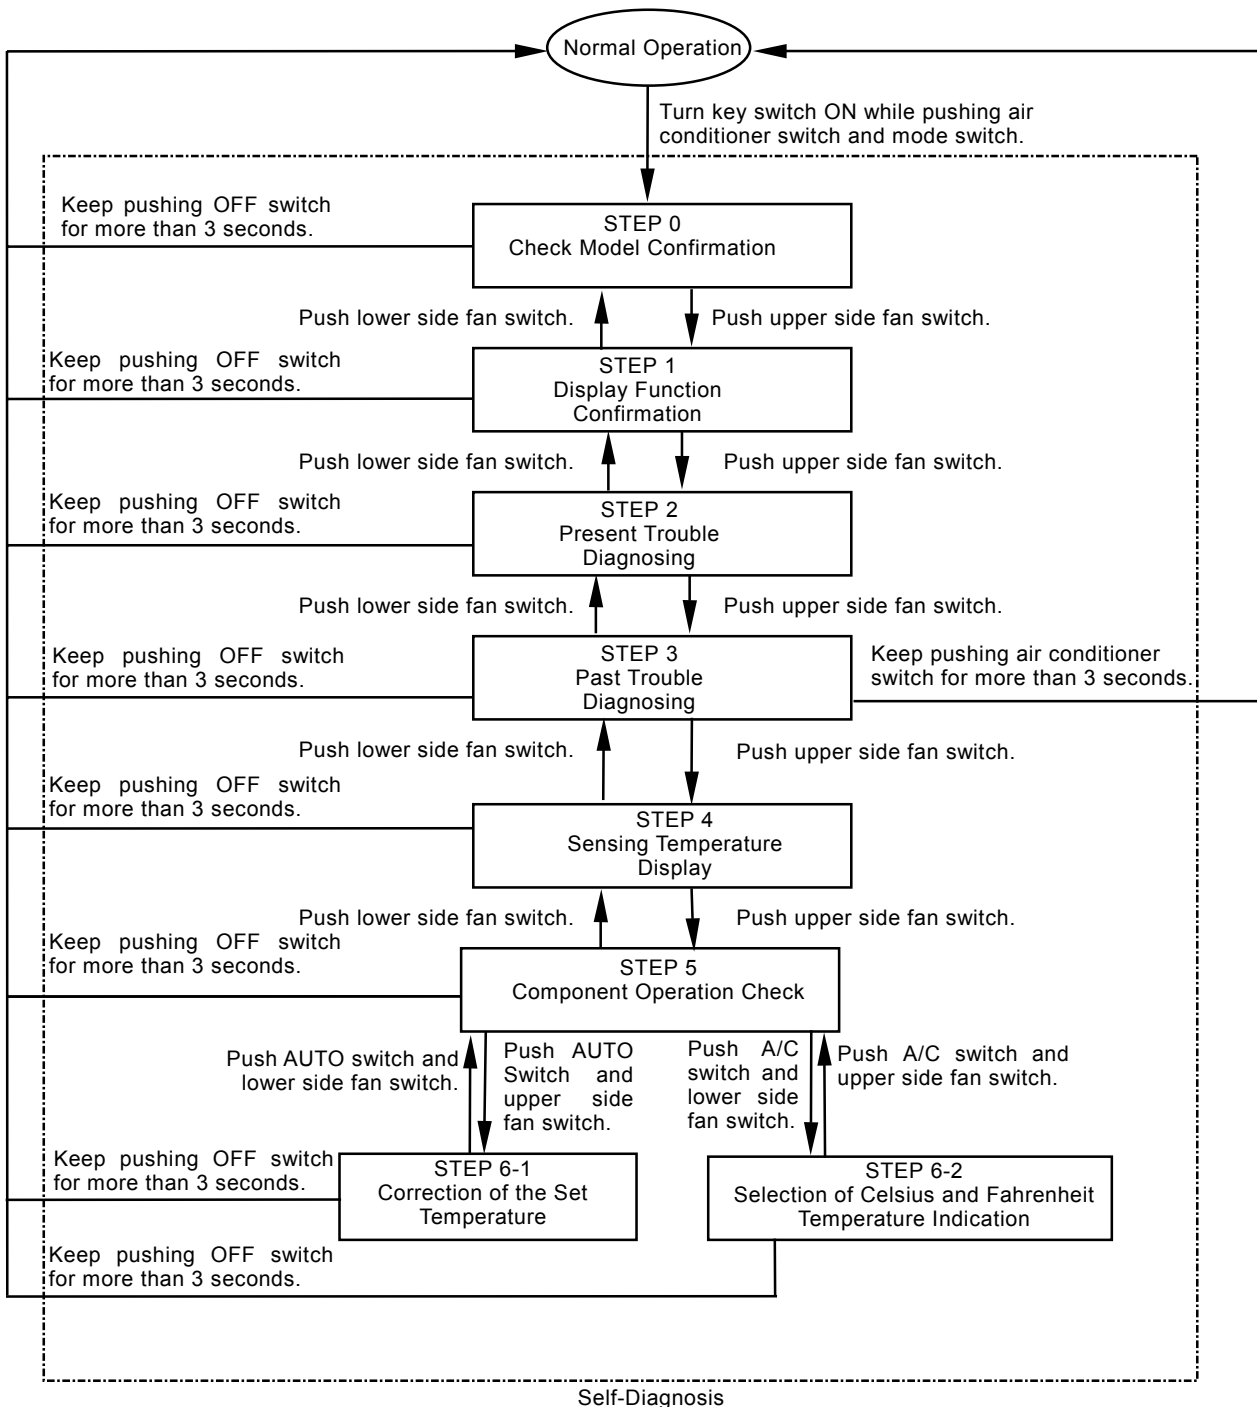 Normal Operation
Turn key switch ON while pushing air
conditioner switch and mode switch.
Keep pushing OFF switch
for more than 3 seconds.
STEP 0
Check Model Confirmation
Push lower side fan switch.
Push upper side fan switch.
Keep pushing OFF switch
for more than 3 seconds.
STEP 1
Display Function
Confirmation
Push lower side fan switch.
Push upper side fan switch.
Keep pushing OFF switch
for more than 3 seconds.
STEP 2
Present Trouble
Diagnosing
Push lower side fan switch.
Push upper side fan switch.
Keep pushing OFF switch
for more than 3 seconds.
STEP 3
Past Trouble
Diagnosing
Keep pushing air conditioner
switch for more than 3 seconds.
Push lower side fan switch.
Push upper side fan switch.
Keep pushing OFF switch
for more than 3 seconds.
STEP 4
Sensing Temperature
Display
Push lower side fan switch.
Push upper side fan switch.
Keep pushing OFF switch
for more than 3 seconds.
STEP 5
Component Operation Check
Push AUTO switch and
lower side fan switch.
Push AUTO
Switch and
upper side
fan switch.
Push A/C
switch and
lower side
fan switch.
Push A/C switch and
upper side fan switch.
Keep pushing OFF switch
for more than 3 seconds.
STEP 6-1
Correction of the Set
Temperature
STEP 6-2
Selection of Celsius and Fahrenheit
Temperature Indication
Keep pushing OFF switch
for more than 3 seconds.
Self-Diagnosis